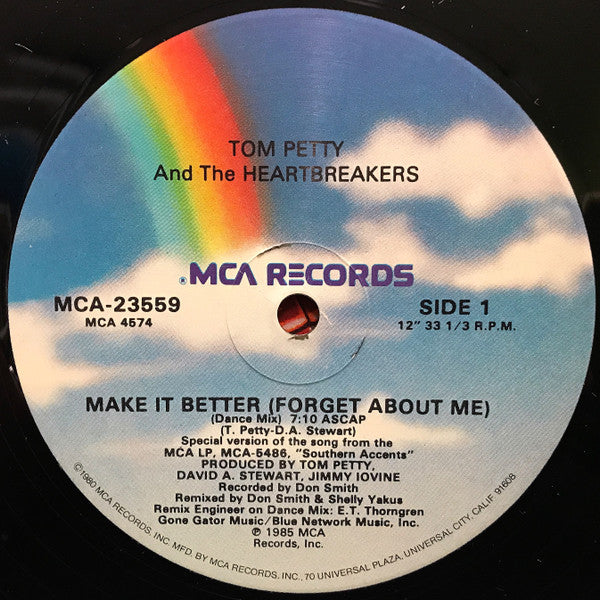 TOM PETTY
And The HEARTBREAKERS
® MCA RECORDS
MCA-23559
MCA 4574
SIDE 1
12" 33 1/3 R.P.M.
MAKE IT BETTER (FORGET ABOUT ME)
(Dance Mix) 7:10 ASCAP
(T. Petty-D.A. Stewart)
Special version of the song from the
MCA LP, MCA-5486, "Southern Accents"
PRODUCED BY TOM PETTY,
DAVID A. STEWART, JIMMY IOVINE
Recorded by Don Smith
Remixed by Don Smith & Shelly Yakus
Remix Engineer on Dance Mix: E.T. Thorngren
Gone Gator Music/Blue Network Music, Inc.
℗ 1985 MCA
Records, Inc.
©1980 MCA RECORDS, INC. MFD. BY MCA RECORDS, INC., 70 UNIVERSAL PLAZA, UNIVERSAL CITY, CALIF. 91608